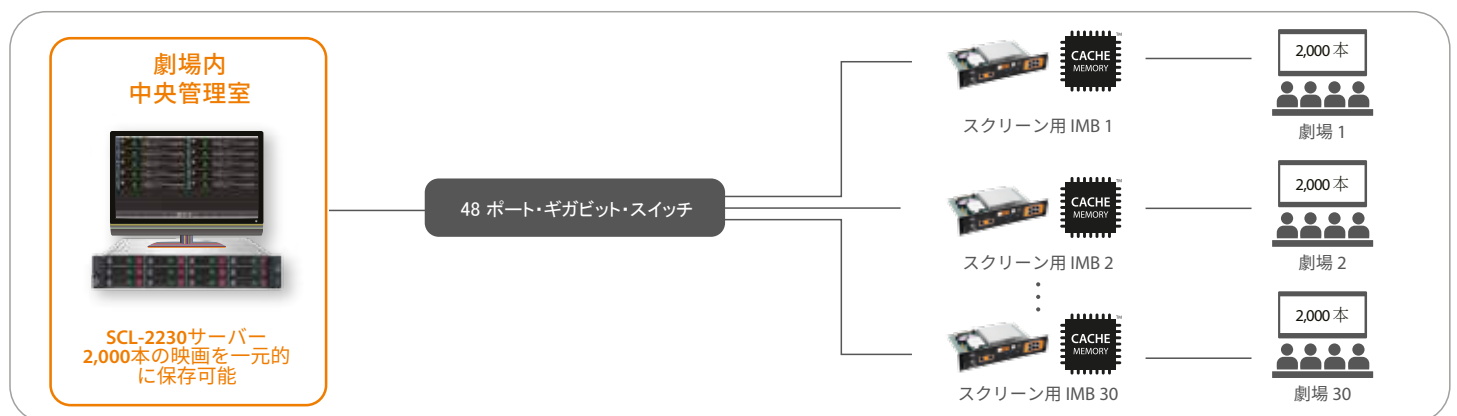 劇場内
中央管理室
SCL-2230サーバー
2,000本の映画を一元的
に保存可能
48 ポート・ギガビット・スイッチ
CACHE
MEMORY
™
スクリーン用 IMB 1
2,000 本
劇場 1
CACHE
MEMORY
™
スクリーン用 IMB 2
2,000 本
劇場 2
CACHE
MEMORY
™
スクリーン用 IMB 30
2,000 本
劇場 30